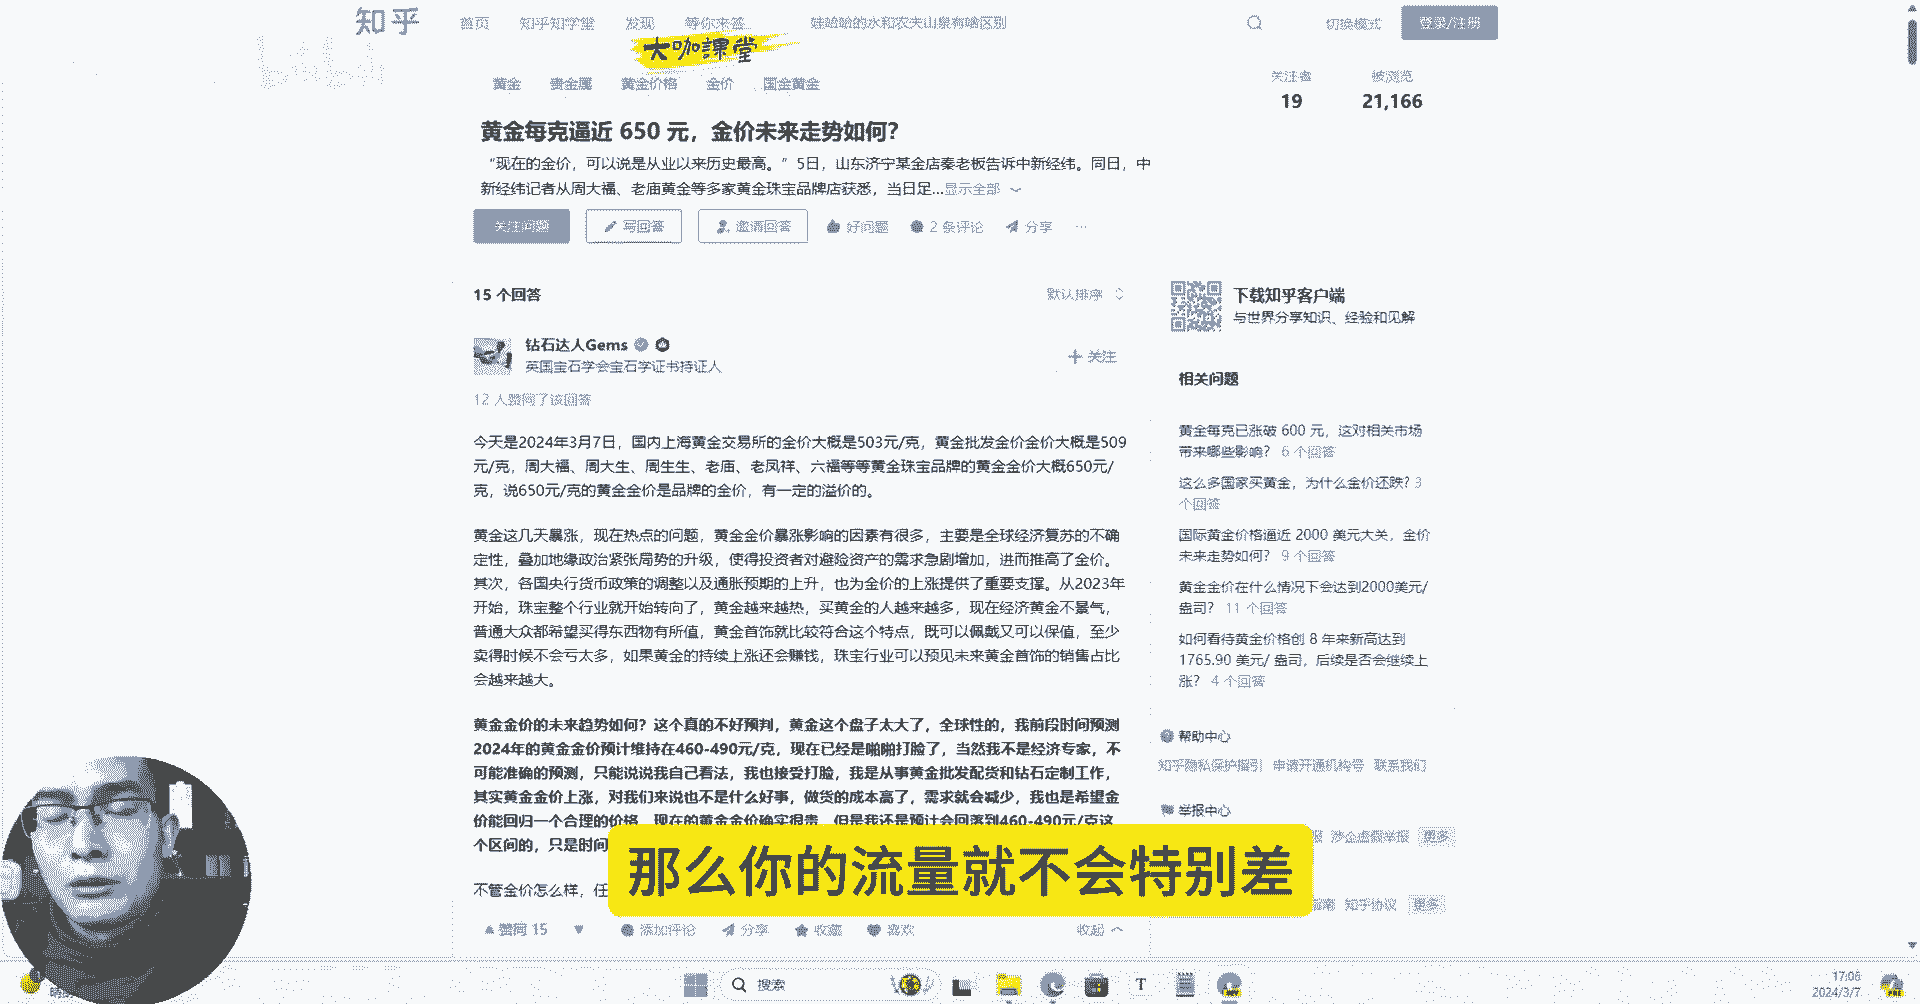 知乎
首页 知乎知学堂 发现 等你来答 娃哈哈的水和农夫山泉有啥区别 切换模式 登录/注册
大咖課堂
bilibili
黄金 贵金属 黄金价格 金价 国金黄金
关注者 被浏览
19 21,166
黄金每克逼近 650 元，金价未来走势如何？
“现在的金价，可以说是从业以来历史最高。”5日，山东济宁某金店秦老板告诉中新经纬。同日，中
新经纬记者从周大福、老庙黄金等多家黄金珠宝品牌店获悉，当日足...显示全部
关注问题 写回答 邀请回答 好问题 2 条评论 分享 ...
15 个回答 默认排序
钻石达人Gems
英国宝石学会宝石学证书持证人
+ 关注
12 人赞同了该回答
今天是2024年3月7日，国内上海黄金交易所的金价大概是503元/克，黄金批发金价金价大概是509
元/克，周大福、周大生、周生生、老庙、老凤祥、六福等等黄金珠宝品牌的黄金金价大概650元/
克，说650元/克的黄金金价是品牌的金价，有一定的溢价的。
黄金这几天暴涨，现在热点的问题，黄金金价暴涨影响的因素有很多，主要是全球经济复苏的不确
定性，叠加地缘政治紧张局势的升级，使得投资者对避险资产的需求急剧增加，进而推高了金价。
其次，各国央行货币政策的调整以及通胀预期的上升，也为金价的上涨提供了重要支撑。从2023年
开始，珠宝整个行业就开始转向了，黄金越来越热，买黄金的人越来越多，现在经济黄金不景气，
普通大众都希望买得东西物有所值，黄金首饰就比较符合这个特点，既可以佩戴又可以保值，至少
卖得时候不会亏太多，如果黄金的持续上涨还会赚钱，珠宝行业可以预见未来黄金首饰的销售占比
会越来越大。
黄金金价的未来趋势如何？这个真的不好预判，黄金这个盘子太大了，全球性的，我前段时间预测
2024年的黄金金价预计维持在460-490元/克，现在已经是啪啪打脸了，当然我不是经济专家，不
可能准确的预测，只能说说我自己看法，我也接受打脸，我是从事黄金批发配货和钻石定制工作，
其实黄金金价上涨，对我们来说也不是什么好事，做货的成本高了，需求就会减少，我也是希望金
价能回归一个合理的价格，现在的黄金金价确实很贵，但是我还是预计会回落到460-490元/克这
个区间的，只是时间
不管金价怎么样，任
赞同 15 添加评论 分享 收藏 喜欢 收起
下载知乎客户端
与世界分享知识、经验和见解
相关问题
黄金每克已涨破 600 元，这对相关市场
带来哪些影响？ 6 个回答
这么多国家买黄金，为什么金价还跌？3
个回答
国际黄金价格逼近 2000 美元大关，金价
未来走势如何？ 9 个回答
黄金金价在什么情况下会达到2000美元/
盎司？ 11 个回答
如何看待黄金价格创 8 年来新高达到
1765.90 美元/ 盎司，后续是否会继续上
涨？ 4 个回答
帮助中心
知乎隐私保护指引 申请开通机构号 联系我们
举报中心
涉企虚假举报 更多
知乎协议 更多
那么你的流量就不会特别差
搜索
17:06
2024/3/7